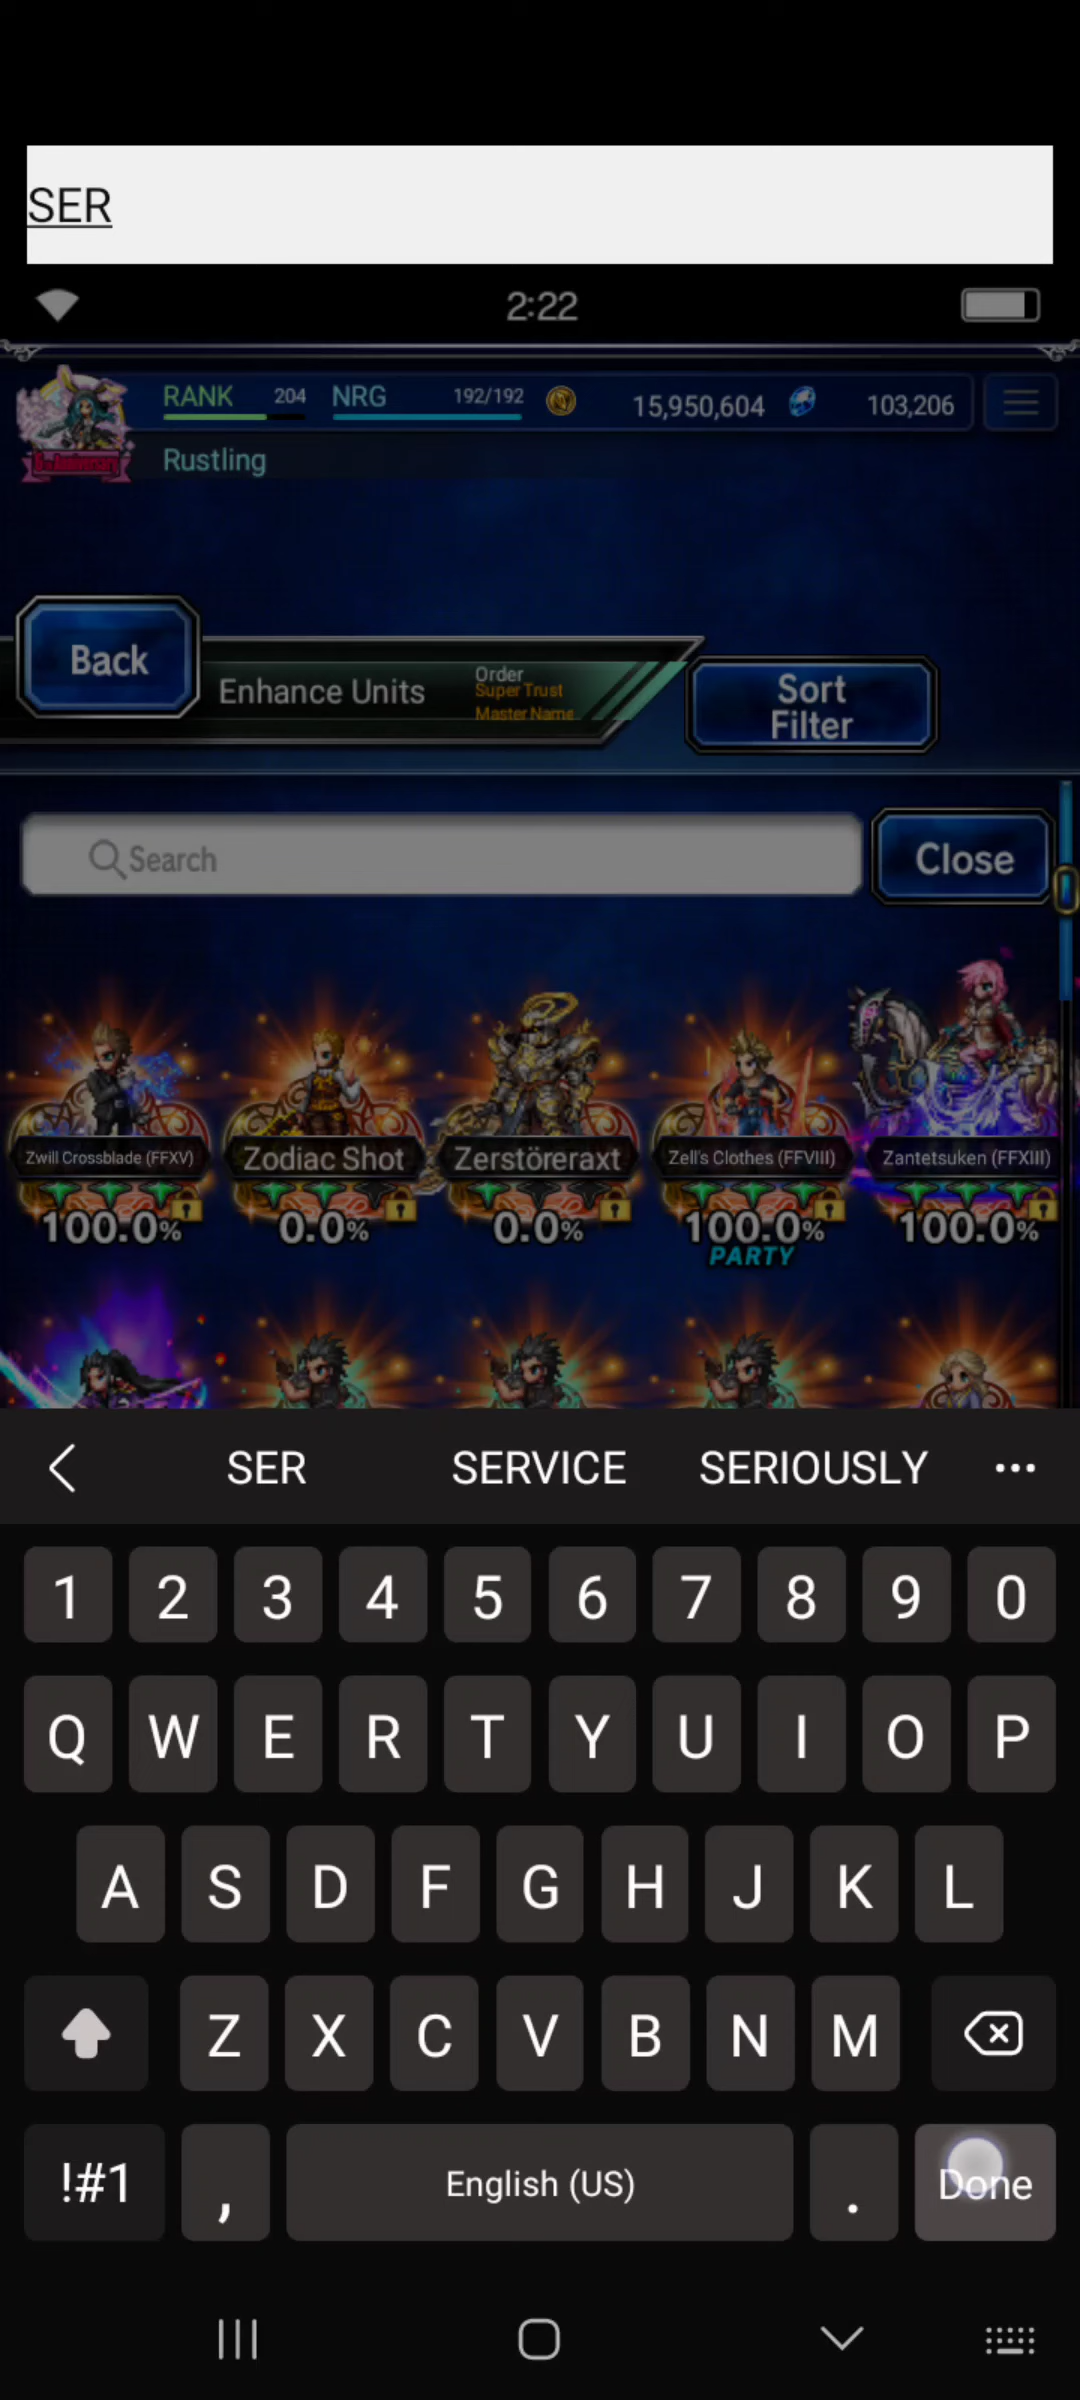 SER
2:22
RANK 204 NRG 192/192 15,950,604 103,206
Rustling
Back
Enhance Units
Order
Super Trust
Master Name
Sort
Filter
Search
Close
Zwill Crossblade (FFXV) Zodiac Shot Zerstöreraxt Zell's Clothes (FFVIII) Zantetsuken (FFXIII)
100.0% 0.0% 0.0% 100.0% 100.0%
PARTY
SER SERVICE SERIOUSLY
1 2 3 4 5 6 7 8 9 0
Q W E R T Y U I O P
A S D F G H J K L
Z X C V B N M
!#1 , English (US) . Done